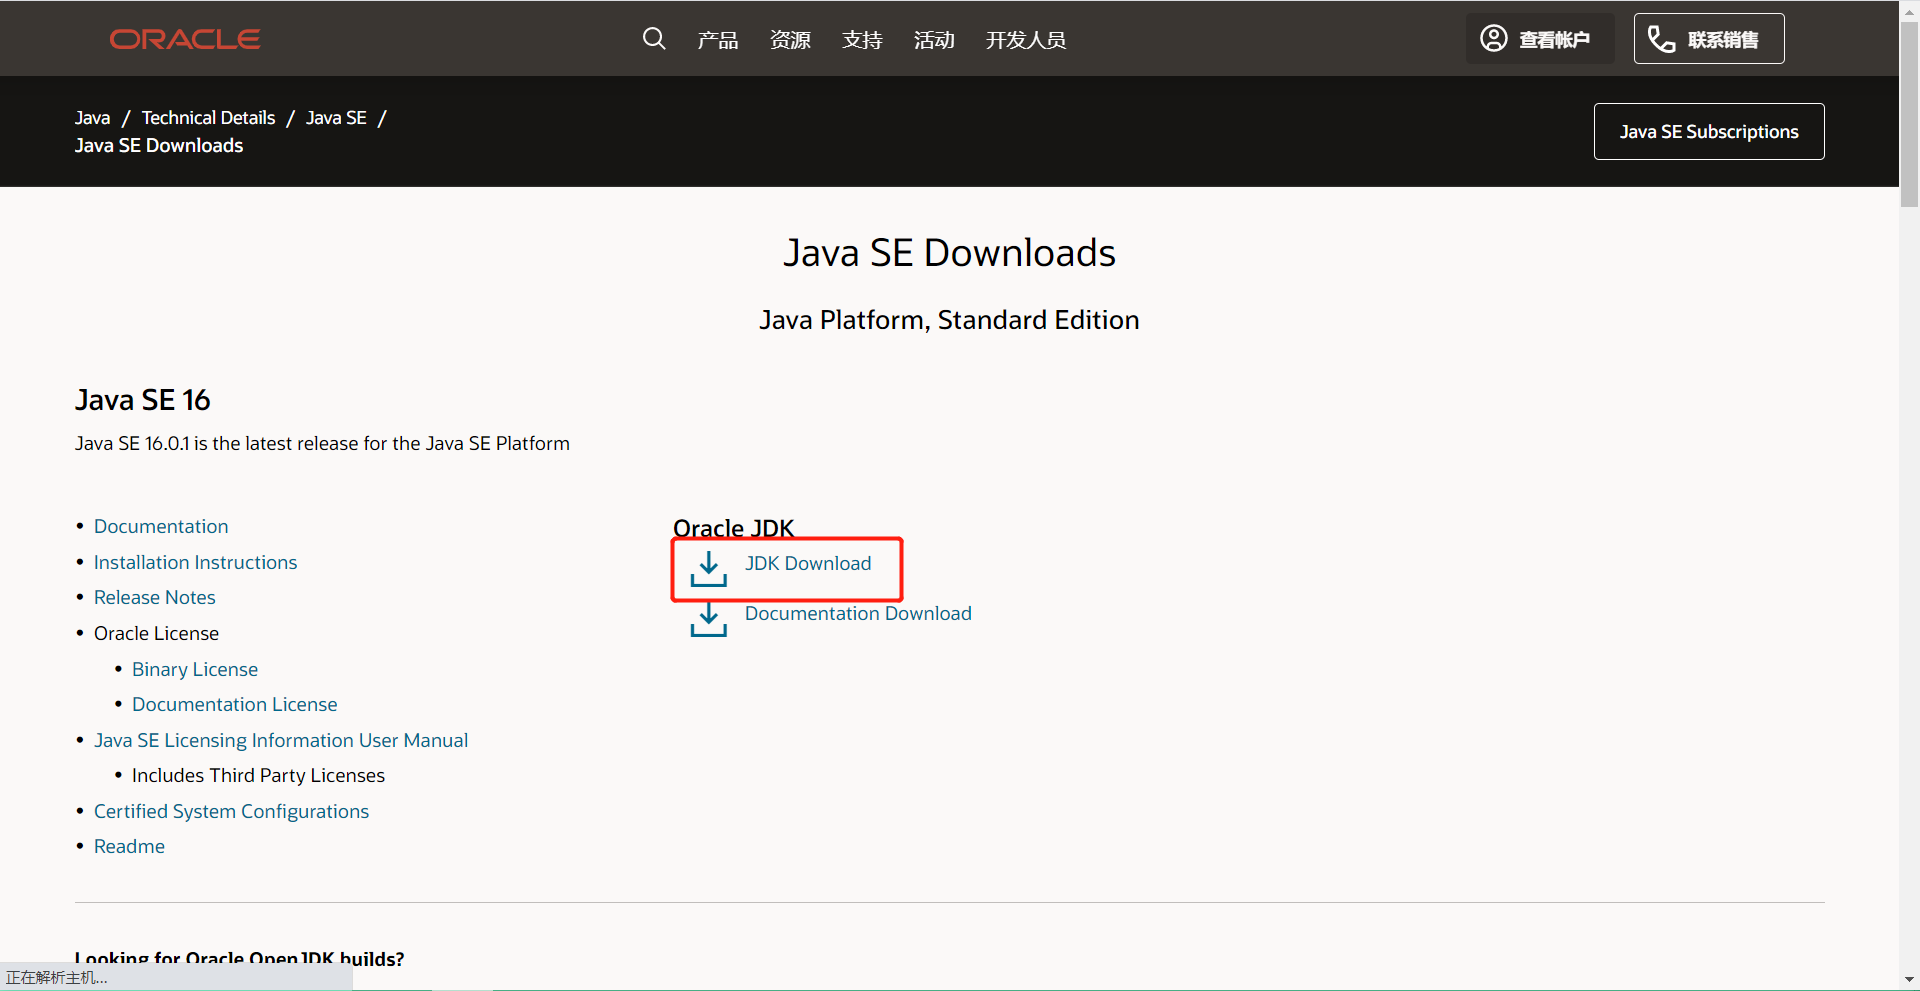 ORACLE
产品 资源 支持 活动 开发人员
查看帐户
联系销售
Java / Technical Details / Java SE /
Java SE Downloads
Java SE Subscriptions
Java SE Downloads
Java Platform, Standard Edition
Java SE 16
Java SE 16.0.1 is the latest release for the Java SE Platform
• Documentation
• Installation Instructions
• Release Notes
• Oracle License
• Binary License
• Documentation License
• Java SE Licensing Information User Manual
• Includes Third Party Licenses
• Certified System Configurations
• Readme
Oracle JDK
JDK Download
Documentation Download
Looking for Oracle OpenJDK builds?
正在解析主机...